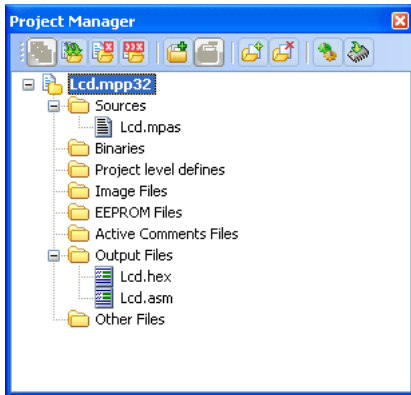 Project Manager
Lcd.mpp32
Sources
Lcd.mpas
Binaries
Project level defines
Image Files
EEPROM Files
Active Comments Files
Output Files
Lcd.hex
Lcd.asm
Other Files